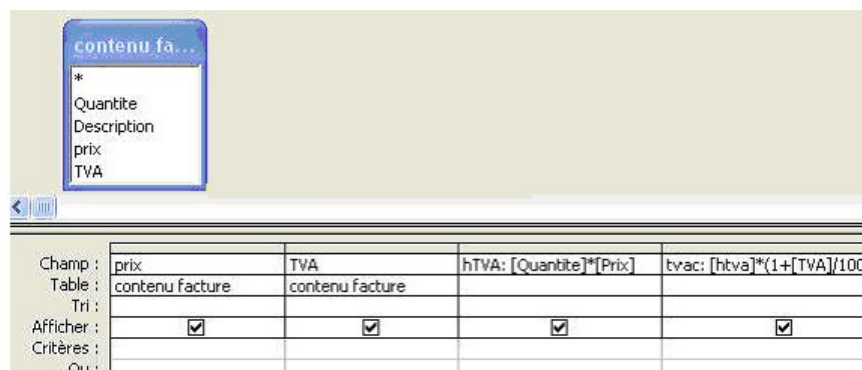 contenu fa...
*
Quantite
Description
prix
TVA
Champ : prix TVA hTVA: [Quantite]*[Prix] tvac: [htva]*(1+[TVA]/100
Table : contenu facture contenu facture
Tri :
Afficher :
Critères :
Ou :